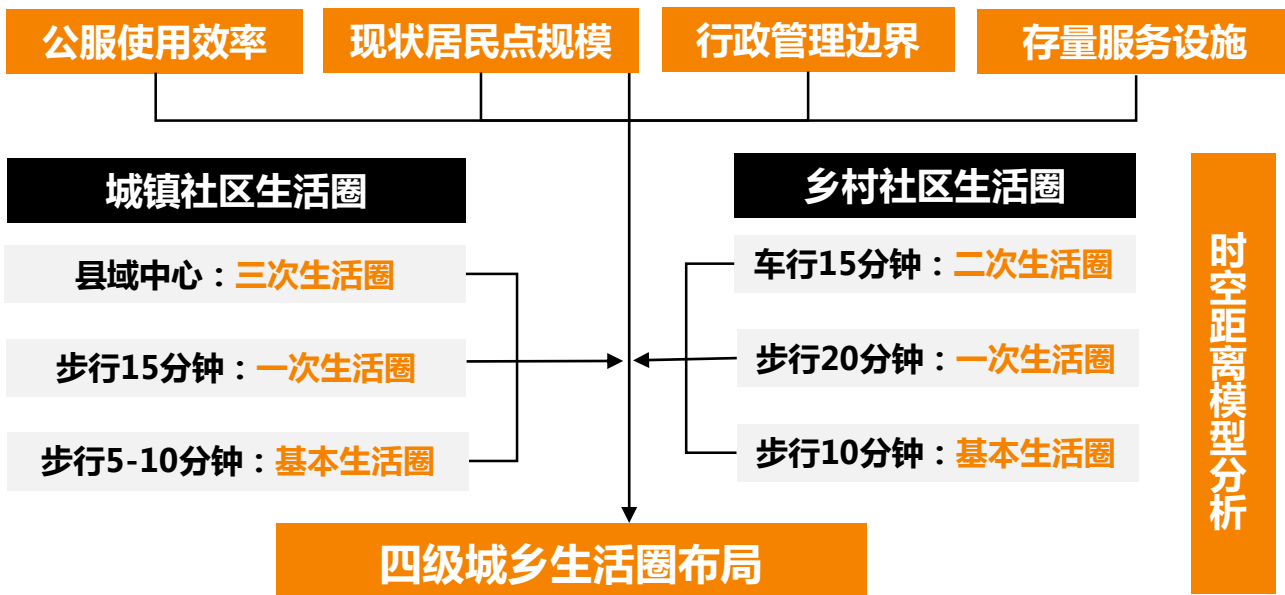 公服使用效率
现状居民点规模
行政管理边界
存量服务设施
城镇社区生活圈
县域中心：三次生活圈
步行15分钟：一次生活圈
步行5-10分钟：基本生活圈
乡村社区生活圈
车行15分钟：二次生活圈
步行20分钟：一次生活圈
步行10分钟：基本生活圈
时空距离模型分析
四级城乡生活圈布局